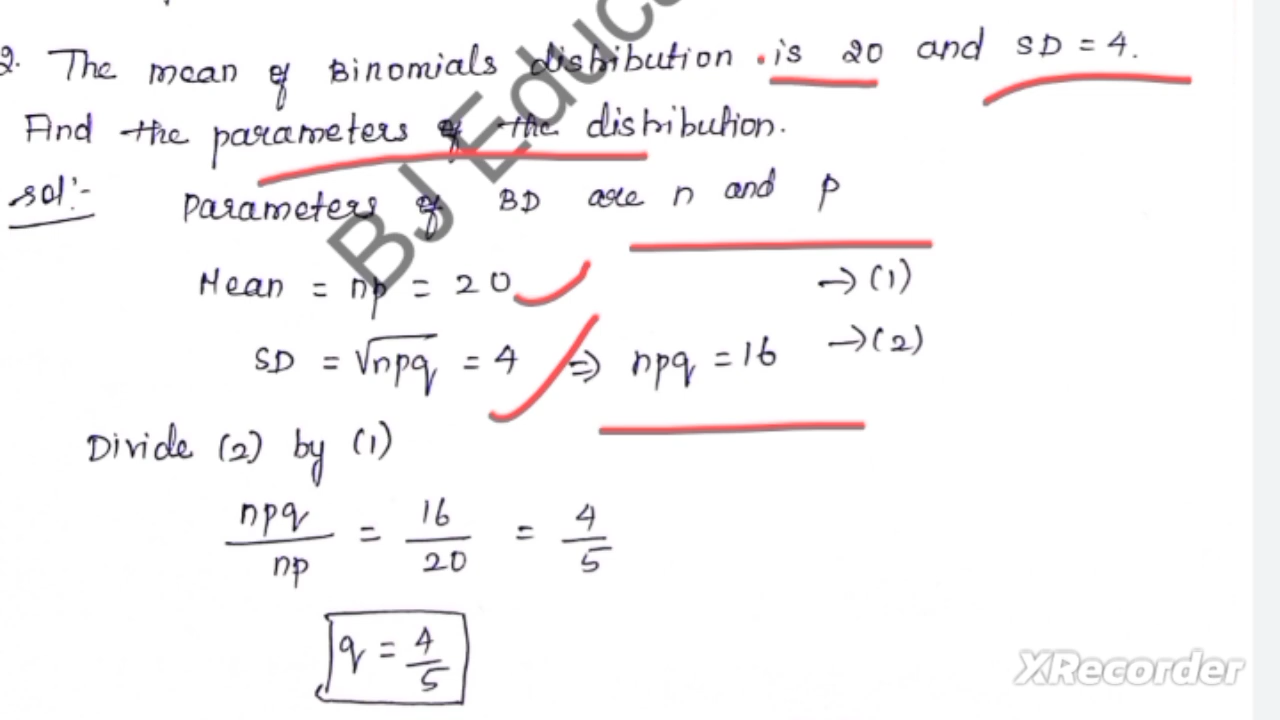 2. The mean of Binomials distribution is 20 and SD = 4.
Find the parameters of the distribution.
sol:- Parameters of BD are n and p
Mean = np = 20 → (1)
SD = √npq = 4 ⇒ npq = 16 → (2)
Divide (2) by (1)
npq/np = 16/20 = 4/5
q = 4/5
BJ Educa
XRecorder